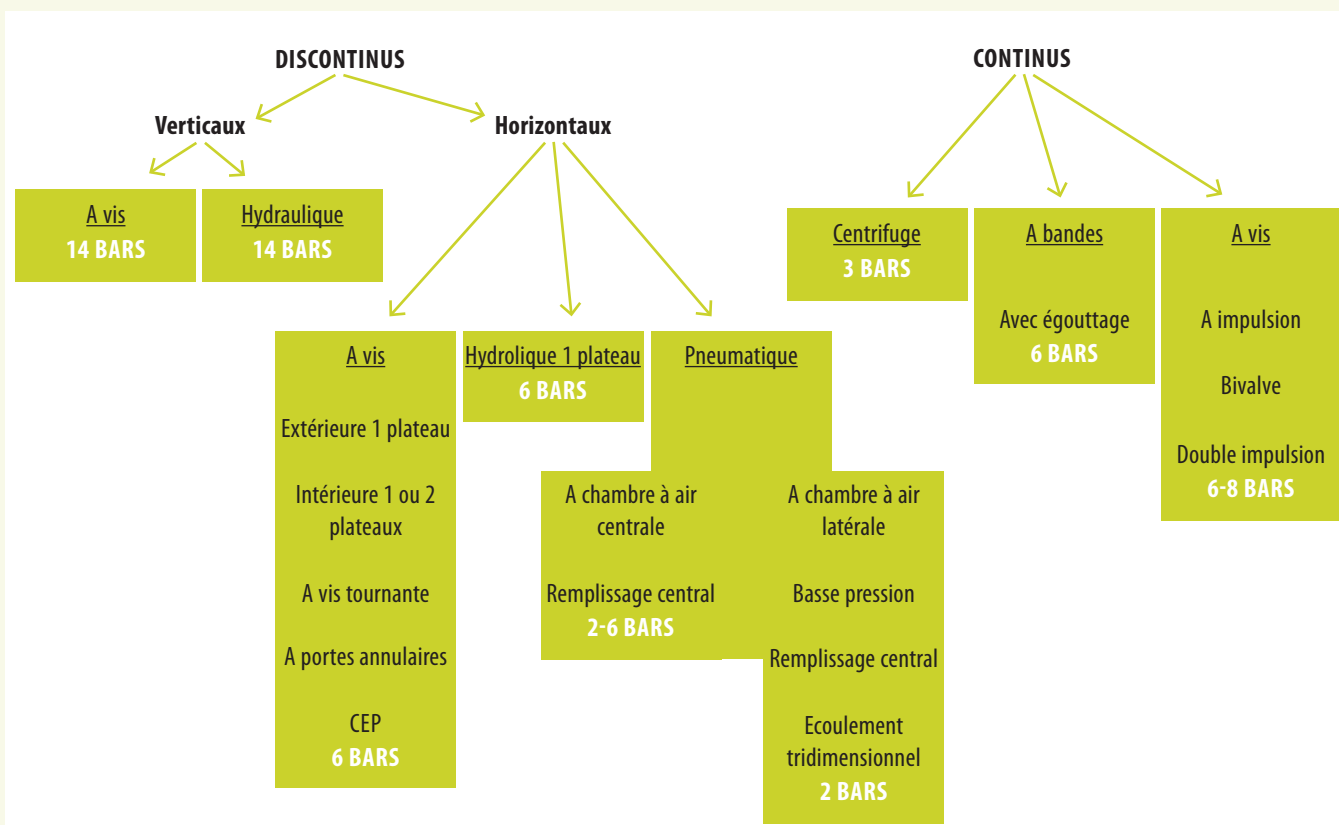 DISCONTINUS
Verticaux
Horizontaux
A vis
14 BARS
Hydraulique
14 BARS
A vis
Extérieure 1 plateau
Intérieure 1 ou 2
plateaux
A vis tournante
A portes annulaires
CEP
6 BARS
Hydrolique 1 plateau
6 BARS
Pneumatique
A chambre à air
centrale
Remplissage central
2-6 BARS
A chambre à air
latérale
Basse pression
Remplissage central
Ecoulement
tridimensionnel
2 BARS
CONTINUS
Centrifuge
3 BARS
A bandes
Avec égouttage
6 BARS
A vis
A impulsion
Bivalve
Double impulsion
6-8 BARS